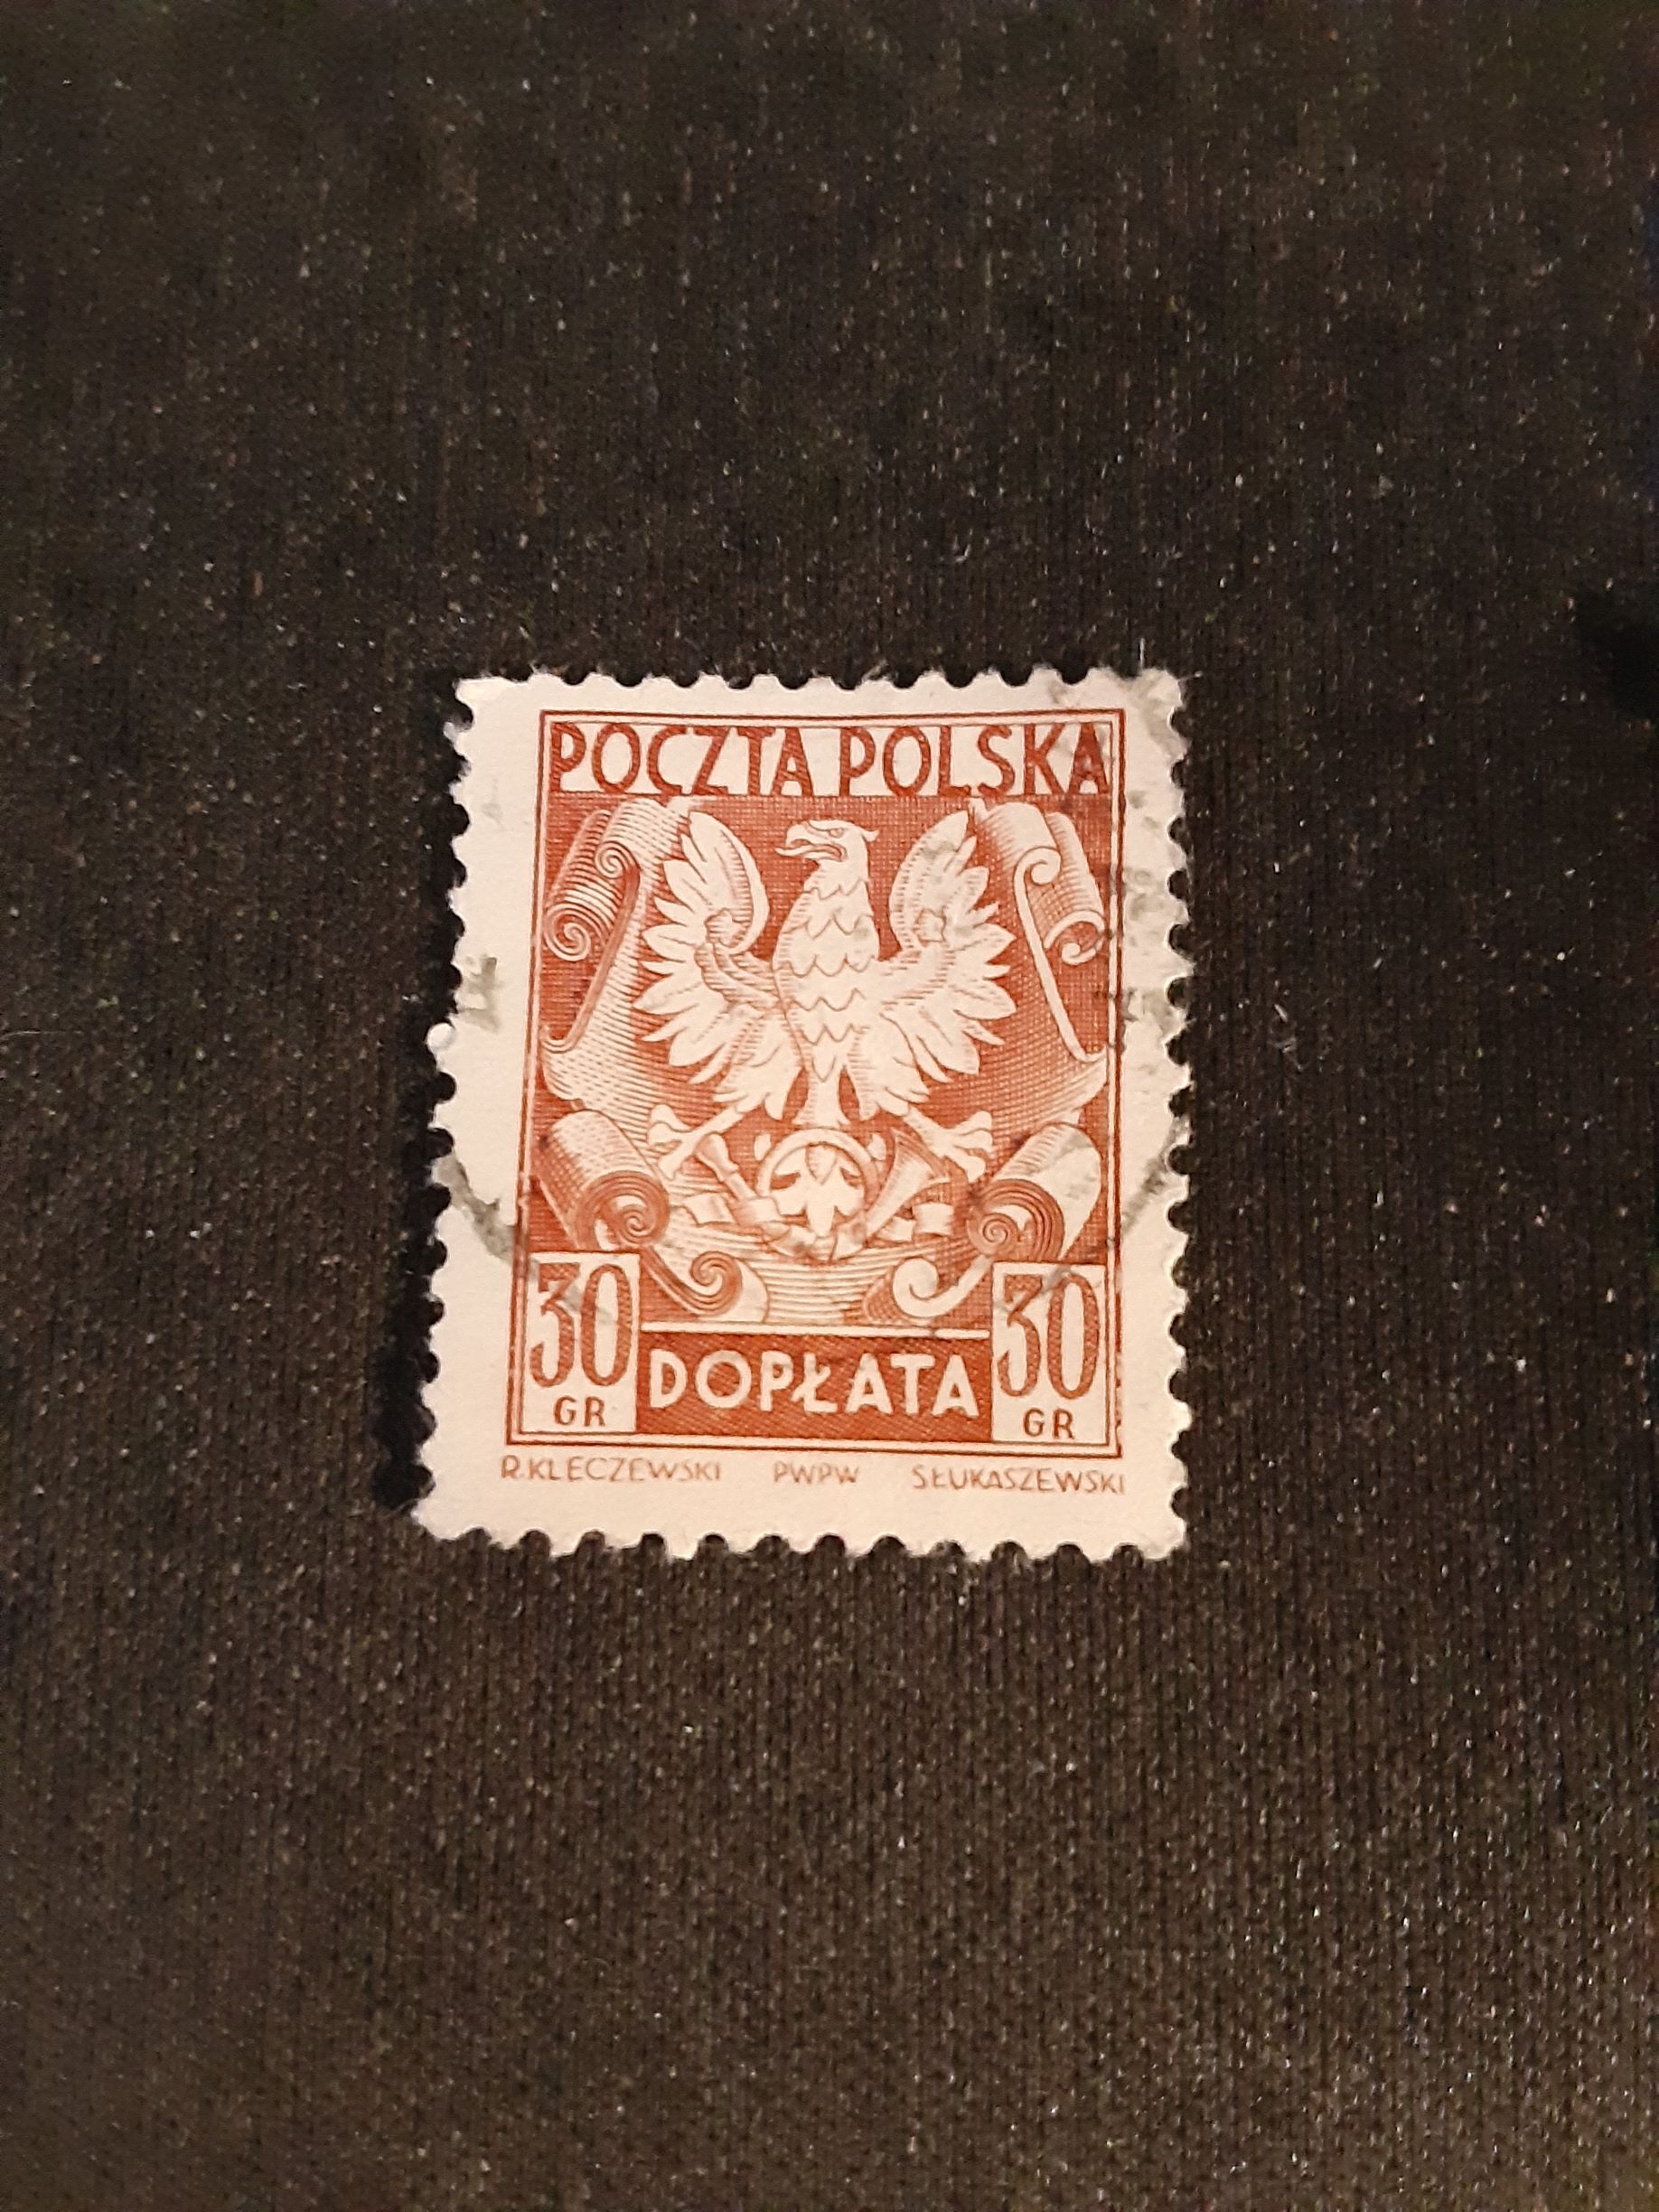 POCZTA POLSKA
30 GR DOPŁATA 30 GR
R.KLECZEWSKI PWPW S.ŁUKASZEWSKI